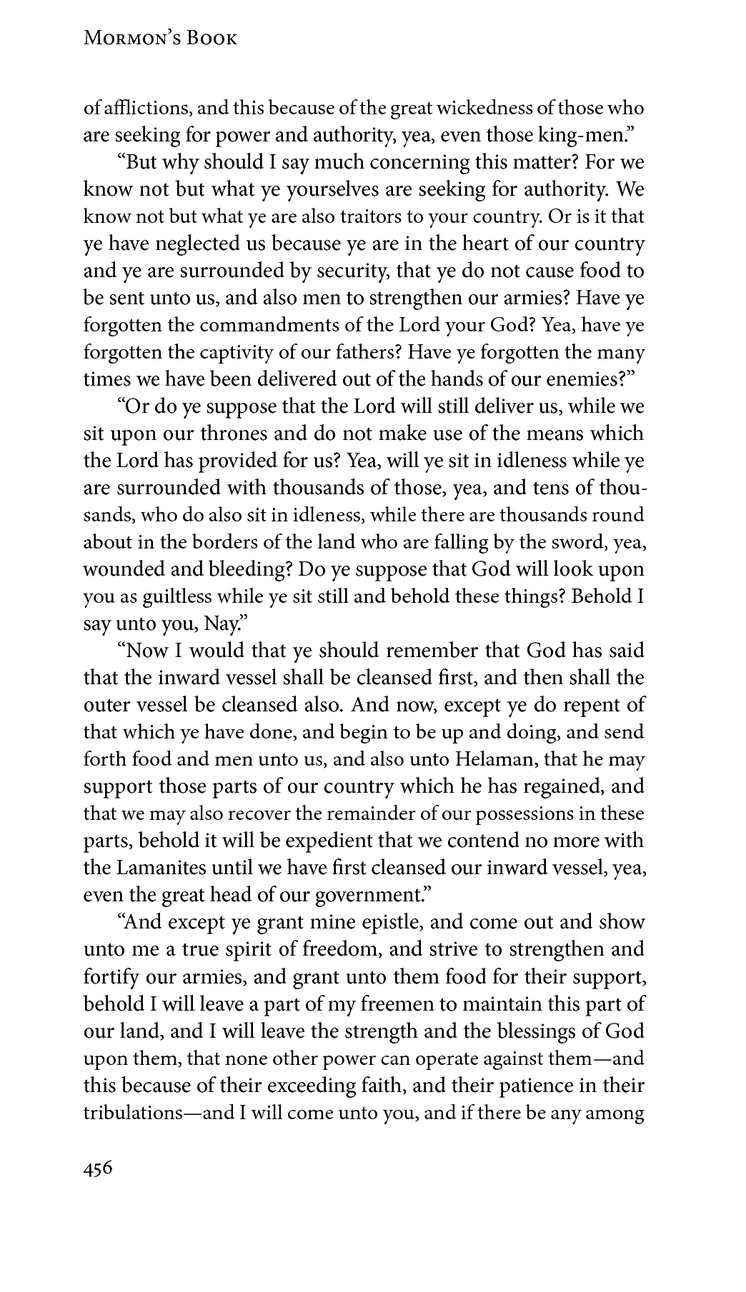 Mormon’s Book
of afflictions, and this because of the great wickedness of those who
are seeking for power and authority, yea, even those king-men.”
“But why should I say much concerning this matter? For we
know not but what ye yourselves are seeking for authority. We
know not but what ye are also traitors to your country. Or is it that
ye have neglected us because ye are in the heart of our country
and ye are surrounded by security, that ye do not cause food to
be sent unto us, and also men to strengthen our armies? Have ye
forgotten the commandments of the Lord your God? Yea, have ye
forgotten the captivity of our fathers? Have ye forgotten the many
times we have been delivered out of the hands of our enemies?”
“Or do ye suppose that the Lord will still deliver us, while we
sit upon our thrones and do not make use of the means which
the Lord has provided for us? Yea, will ye sit in idleness while ye
are surrounded with thousands of those, yea, and tens of thou-
sands, who do also sit in idleness, while there are thousands round
about in the borders of the land who are falling by the sword, yea,
wounded and bleeding? Do ye suppose that God will look upon
you as guiltless while ye sit still and behold these things? Behold I
say unto you, Nay.”
“Now I would that ye should remember that God has said
that the inward vessel shall be cleansed first, and then shall the
outer vessel be cleansed also. And now, except ye do repent of
that which ye have done, and begin to be up and doing, and send
forth food and men unto us, and also unto Helaman, that he may
support those parts of our country which he has regained, and
that we may also recover the remainder of our possessions in these
parts, behold it will be expedient that we contend no more with
the Lamanites until we have first cleansed our inward vessel, yea,
even the great head of our government.”
“And except ye grant mine epistle, and come out and show
unto me a true spirit of freedom, and strive to strengthen and
fortify our armies, and grant unto them food for their support,
behold I will leave a part of my freemen to maintain this part of
our land, and I will leave the strength and the blessings of God
upon them, that none other power can operate against them—and
this because of their exceeding faith, and their patience in their
tribulations—and I will come unto you, and if there be any among
456